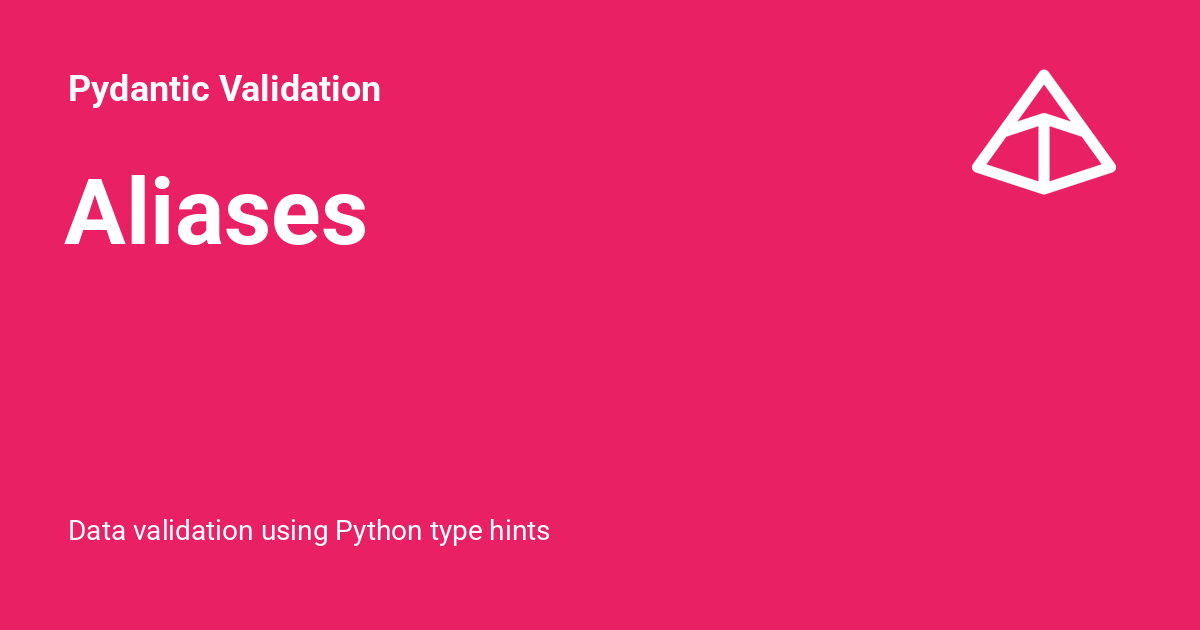 Pydantic Validation
Aliases
Data validation using Python type hints